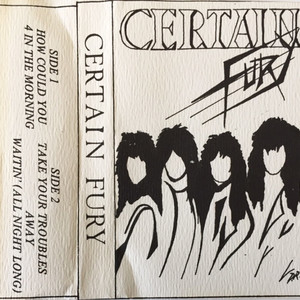 SIDE 1
HOW COULD YOU
4 IN THE MORNING
SIDE 2
TAKE YOUR TROUBLES
AWAY
WAITIN' (ALL NIGHT LONG)
CERTAIN FURY
CERTAIN
FURY